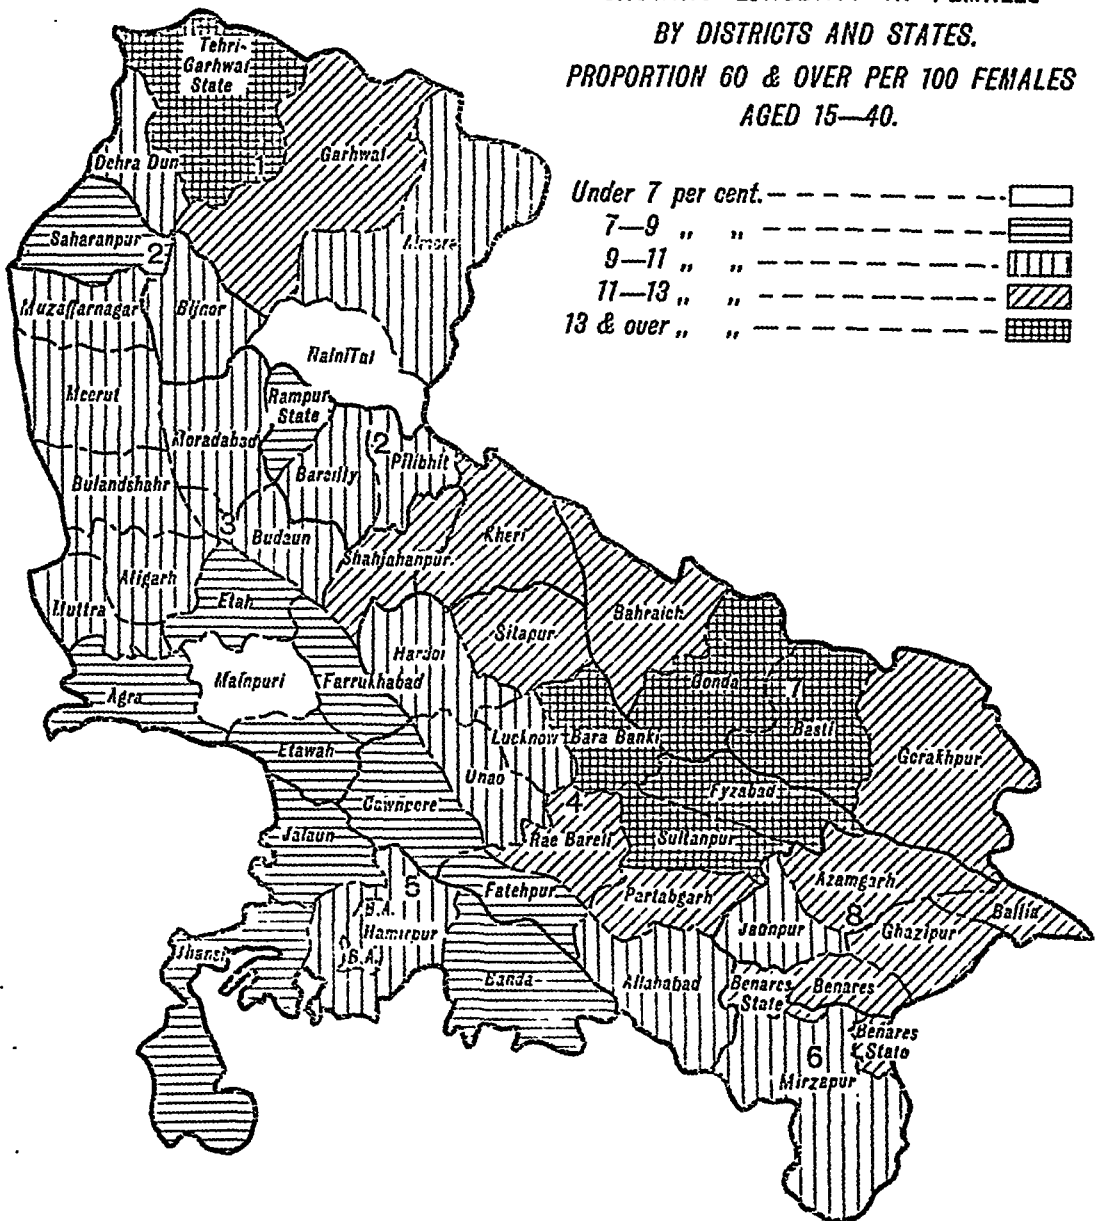 BY DISTRICTS AND STATES.
PROPORTION 60 & OVER PER 100 FEMALES
AGED 15—40.
Under 7 per cent.
7—9 „ „
9—11 „ „
11—13 „ „
13 & over „ „
Tehri-
Garhwal
State
1
Dehra Dun
Garhwal
Almora
Saharanpur
2
Muzaffarnagar
Bijnor
Naini Tal
Meerut
Rampur
State
Moradabad
2
Bareilly
Pilibhit
Bulandshahr
3
Budaun
Kheri
Shahjahanpur
Aligarh
Etah
Muttra
Bahraich
Sitapur
Hardoi
Mainpuri
Farrukhabad
Agra
Gonda
7
Basti
Lucknow
Bara Banki
Etawah
Unao
Gorakhpur
Fyzabad
Cawnpore
4
Jalaun
Rae Bareli
Sultanpur
Azamgarh
5
Fatehpur
Partabgarh
Ballia
B.A.
Hamirpur
8
Jaunpur
Ghazipur
B.A.
Jhansi
Banda
Allahabad
Benares
State
Benares
Benares
State
6
Mirzapur